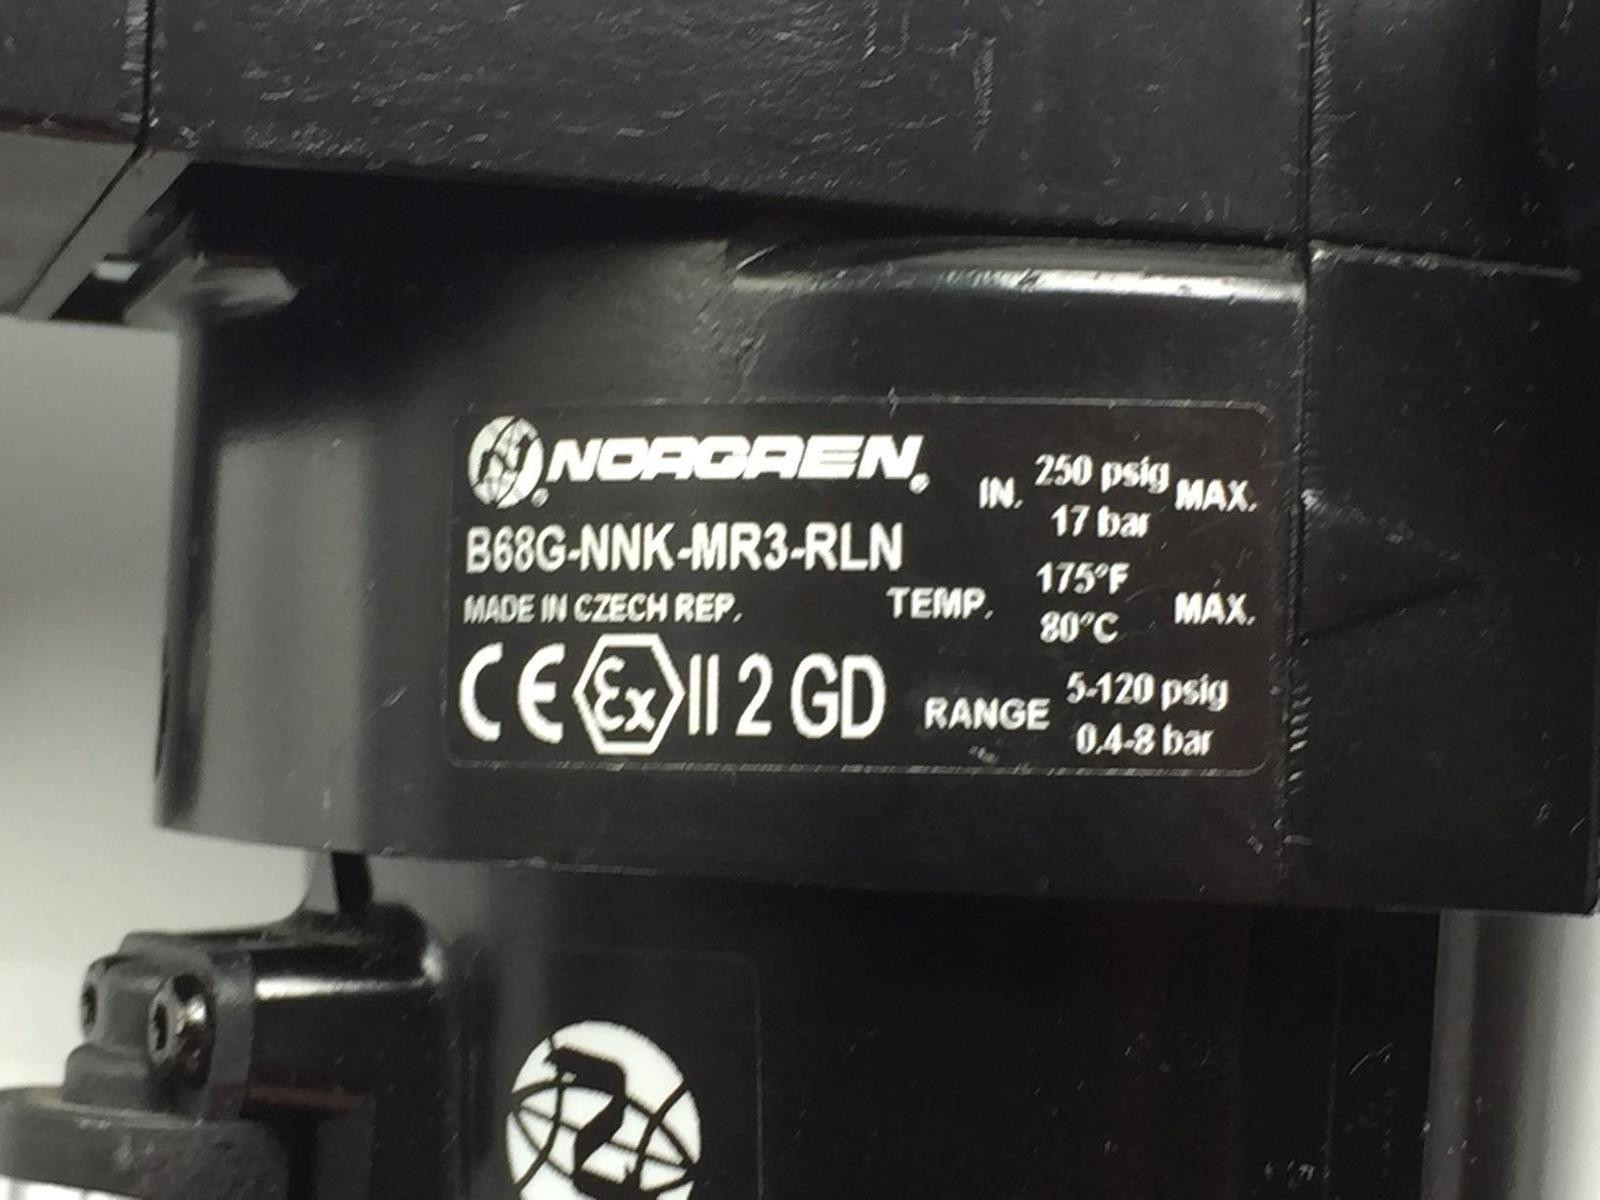 NORGREN®
B68G-NNK-MR3-RLN
MADE IN CZECH REP.
CE Ex II 2 GD
IN. 250 psig MAX.
17 bar
TEMP. 175°F MAX.
80°C
RANGE 5-120 psig
0.4-8 bar